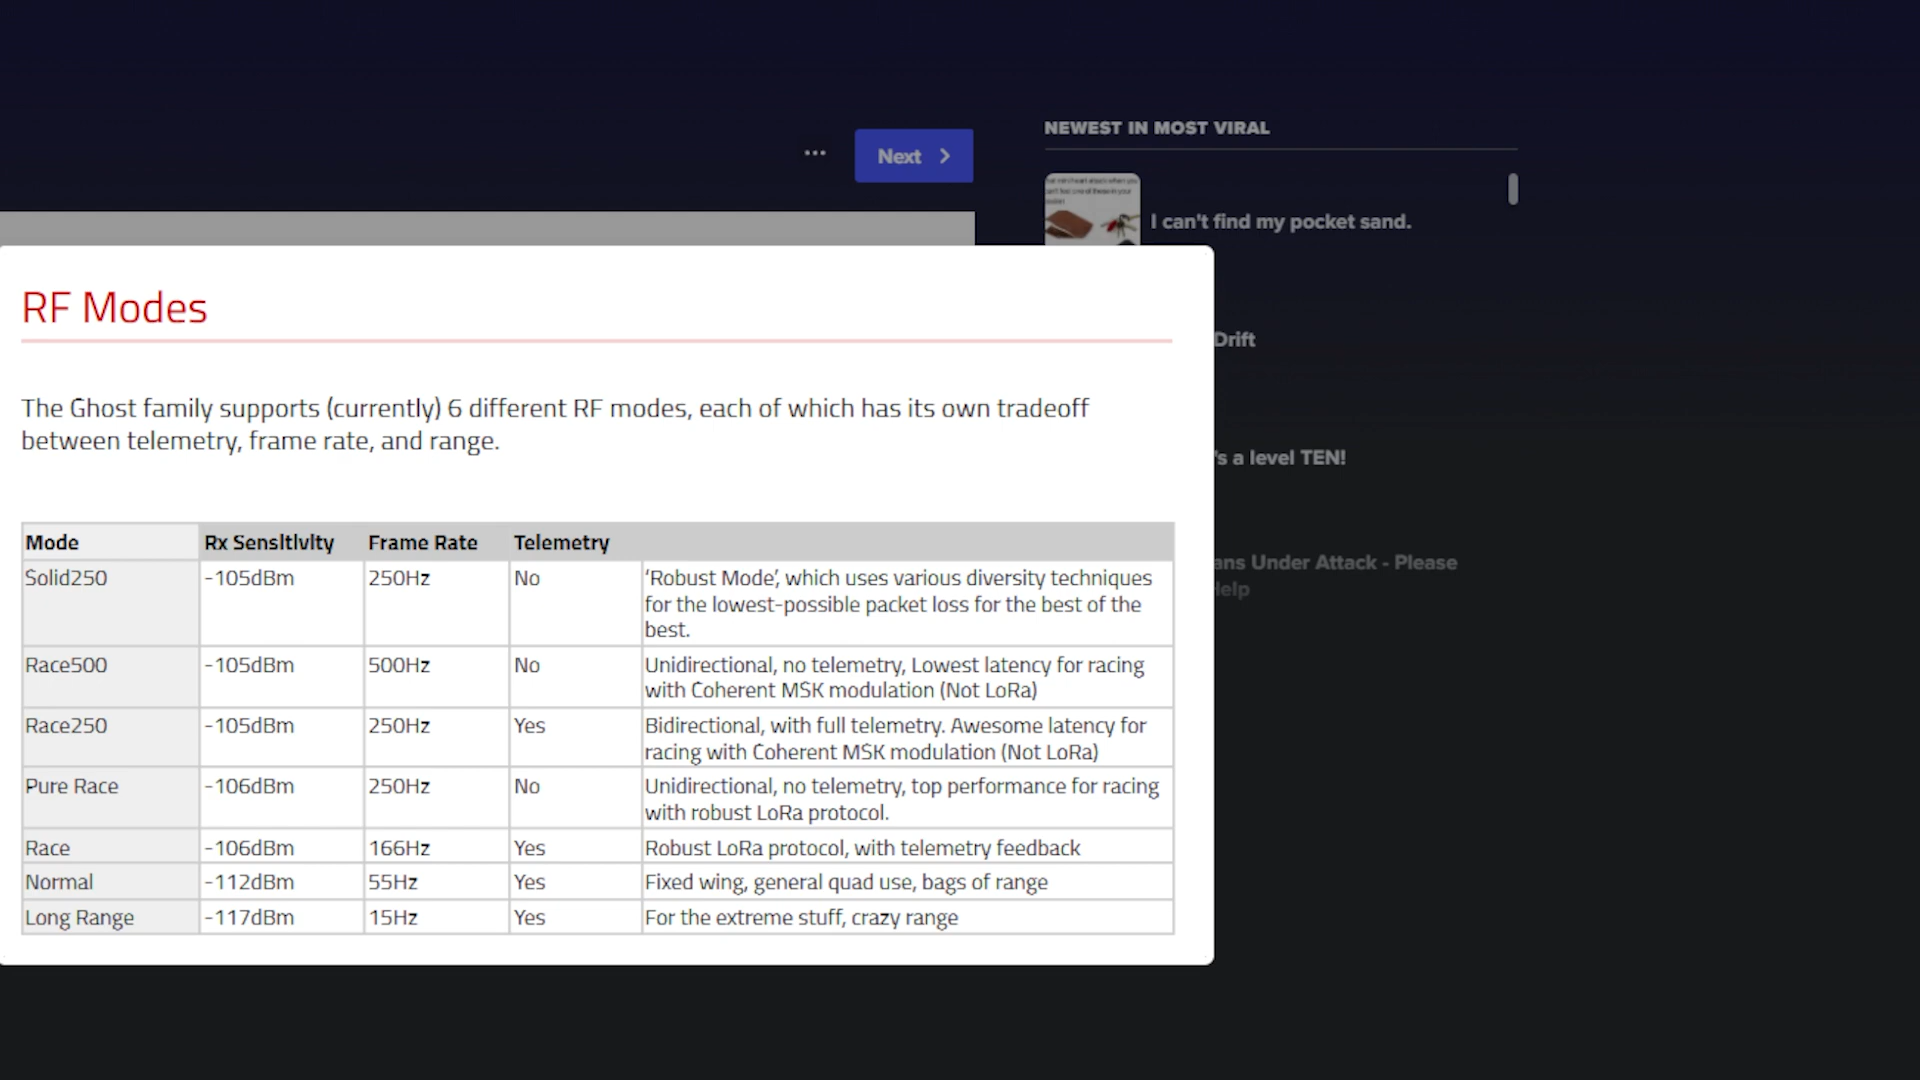 NEWEST IN MOST VIRAL
Next
I can't find my pocket sand.
Drift
's a level TEN!
ans Under Attack - Please
Help
RF Modes
The Ghost family supports (currently) 6 different RF modes, each of which has its own tradeoff
between telemetry, frame rate, and range.
Mode Rx Sensitivity Frame Rate Telemetry
Solid250 -105dBm 250Hz No 'Robust Mode', which uses various diversity techniques
for the lowest-possible packet loss for the best of the
best.
Race500 -105dBm 500Hz No Unidirectional, no telemetry, Lowest latency for racing
with Coherent MSK modulation (Not LoRa)
Race250 -105dBm 250Hz Yes Bidirectional, with full telemetry. Awesome latency for
racing with Coherent MSK modulation (Not LoRa)
Pure Race -106dBm 250Hz No Unidirectional, no telemetry, top performance for racing
with robust LoRa protocol.
Race -106dBm 166Hz Yes Robust LoRa protocol, with telemetry feedback
Normal -112dBm 55Hz Yes Fixed wing, general quad use, bags of range
Long Range -117dBm 15Hz Yes For the extreme stuff, crazy range